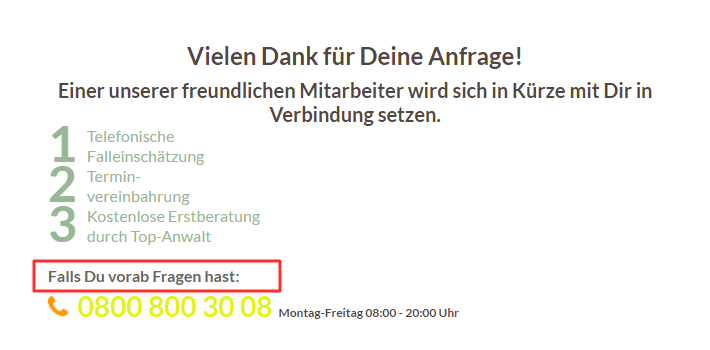 Vielen Dank für Deine Anfrage!
Einer unserer freundlichen Mitarbeiter wird sich in Kürze mit Dir in
Verbindung setzen.
1 Telefonische
Falleinschätzung
2 Termin-
vereinbahrung
3 Kostenlose Erstberatung
durch Top-Anwalt
Falls Du vorab Fragen hast:
0800 800 30 08 Montag-Freitag 08:00 - 20:00 Uhr